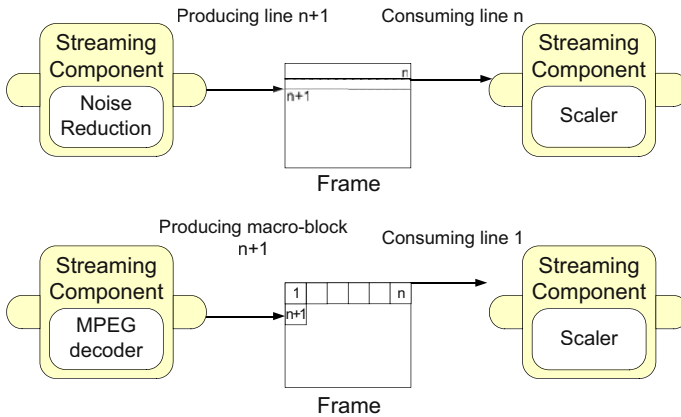 Producing line n+1
Consuming line n
Streaming
Component
Noise
Reduction
n
n+1
Frame
Streaming
Component
Scaler
Producing macro-block
n+1
Consuming line 1
Streaming
Component
MPEG
decoder
1
n
n+1
Frame
Streaming
Component
Scaler